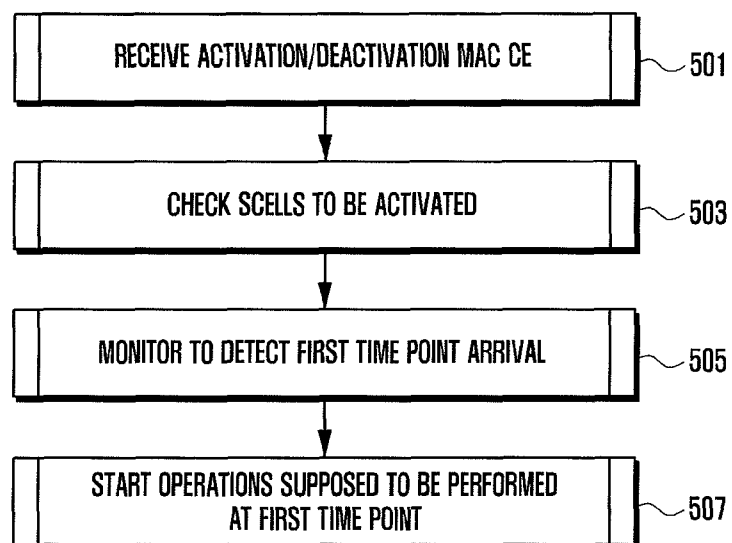 RECEIVE ACTIVATION/DEACTIVATION MAC CE
501
CHECK SCELLS TO BE ACTIVATED
503
MONITOR TO DETECT FIRST TIME POINT ARRIVAL
505
START OPERATIONS SUPPOSED TO BE PERFORMED
AT FIRST TIME POINT
507